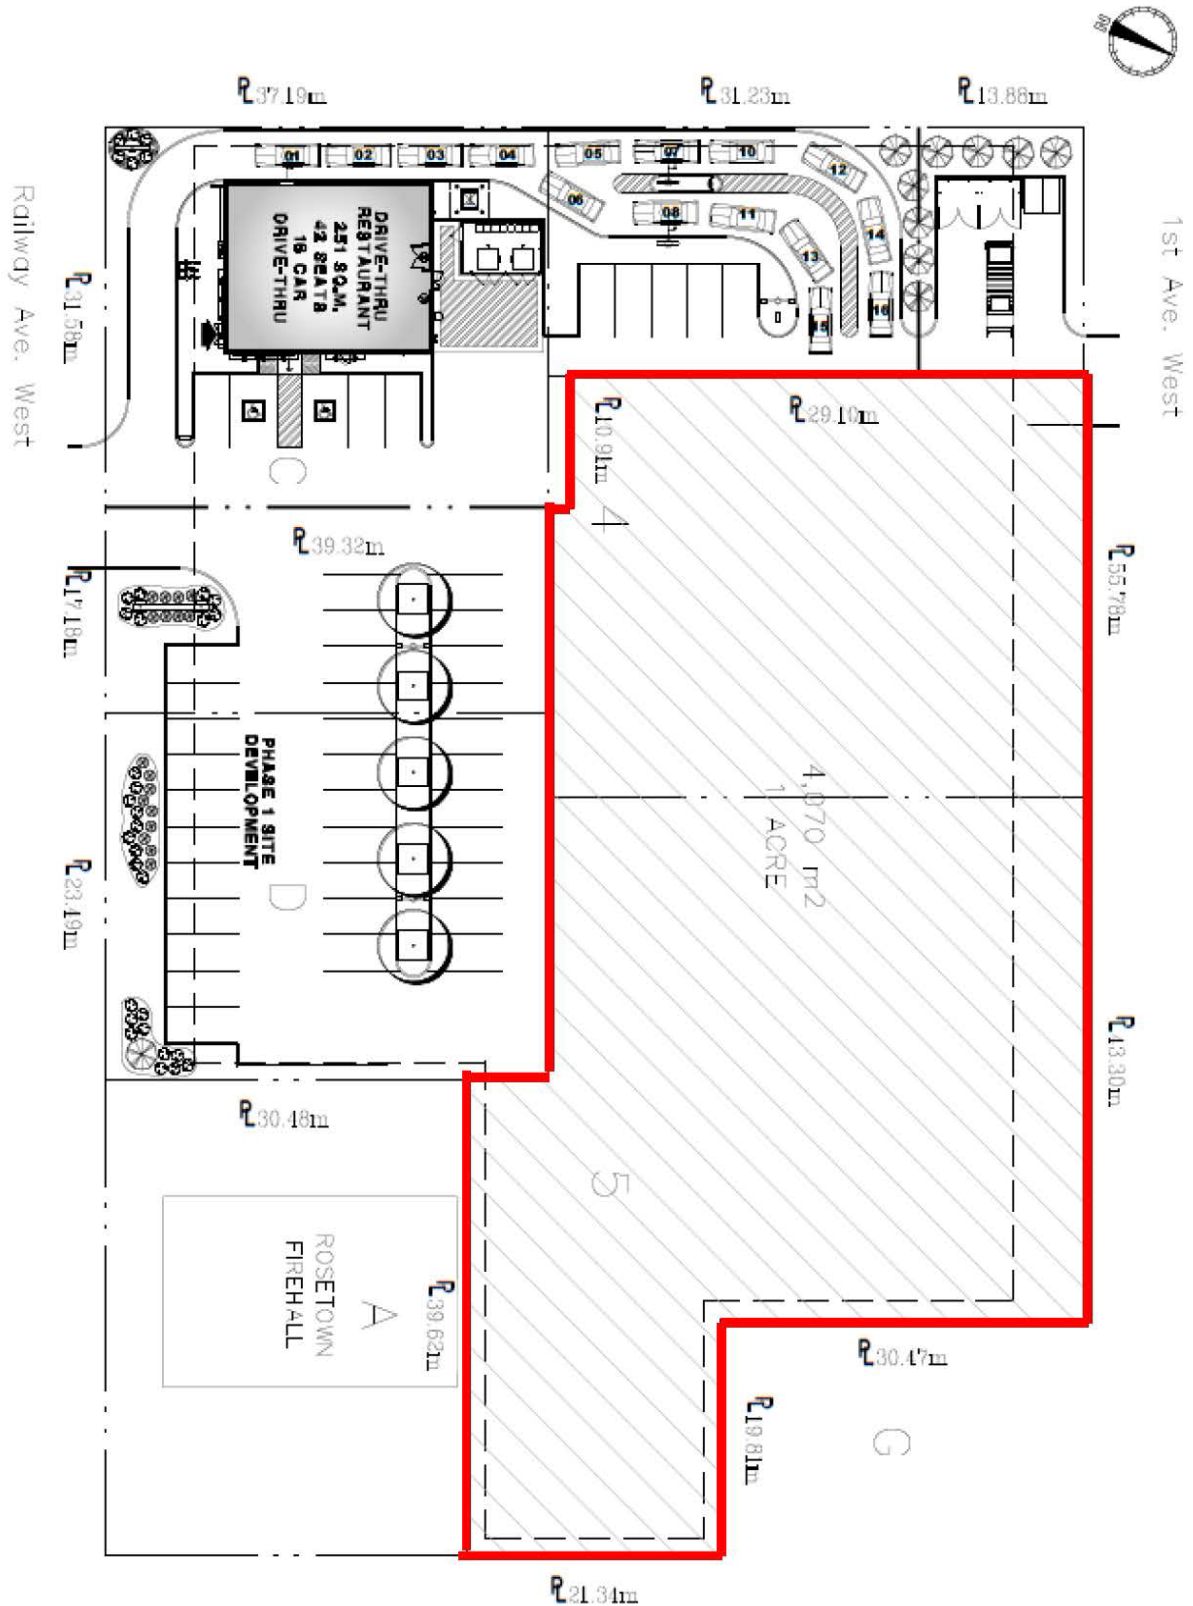 N
PL 37.19m
PL 31.23m
PL 13.88m
01
02
03
04
05
06
07
08
10
11
12
13
14
15
16
DRIVE-THRU
RESTAURANT
251 SQ.M.
42 SEATS
16 CAR
DRIVE-THRU
Railway Ave. West
1st Ave. West
PL 31.58m
PL 10.91m
PL 29.10m
C
4
PL 39.32m
PL 17.18m
PL 55.78m
PHASE 1 SITE
DEVELOPMENT
4,070 m2
1 ACRE
D
PL 23.49m
PL 43.30m
PL 30.48m
5
ROSETOWN
FIREHALL
A
PL 39.62m
PL 30.47m
PL 19.81m
G
PL 21.34m